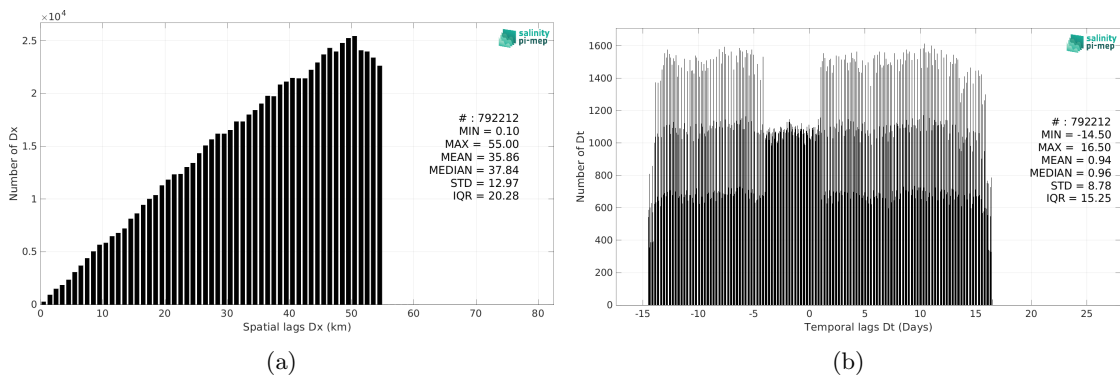 ×10⁴
2.5
2
1.5
1
0.5
0
0 10 20 30 40 50 60 70 80
Number of Dx
Spatial lags Dx (km)
salinity
pi-mep
# : 792212
MIN = 0.10
MAX = 55.00
MEAN = 35.86
MEDIAN = 37.84
STD = 12.97
IQR = 20.28
(a)
1600
1400
1200
1000
800
600
400
200
0
-15 -10 -5 0 5 10 15 20 25
Number of Dt
Temporal lags Dt (Days)
salinity
pi-mep
# : 792212
MIN = -14.50
MAX = 16.50
MEAN = 0.94
MEDIAN = 0.96
STD = 8.78
IQR = 15.25
(b)